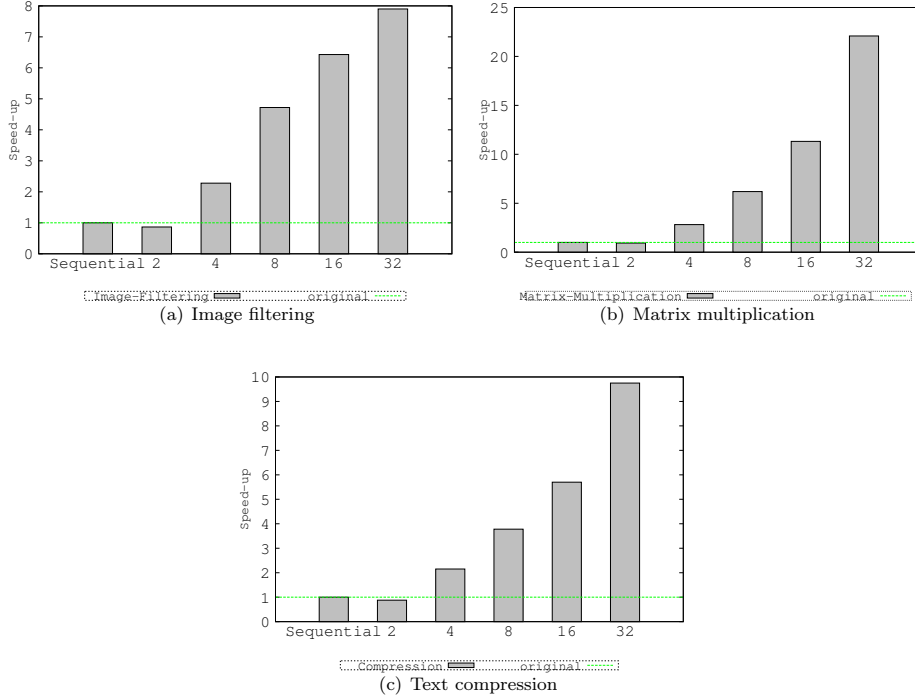 8
7
6
5
4
3
2
1
0
Speed-up
Sequential 2 4 8 16 32
Image-Filtering original
(a) Image filtering
25
20
15
10
5
0
Speed-up
Sequential 2 4 8 16 32
Matrix-Multiplication original
(b) Matrix multiplication
10
9
8
7
6
5
4
3
2
1
0
Speed-up
Sequential 2 4 8 16 32
Compression original
(c) Text compression